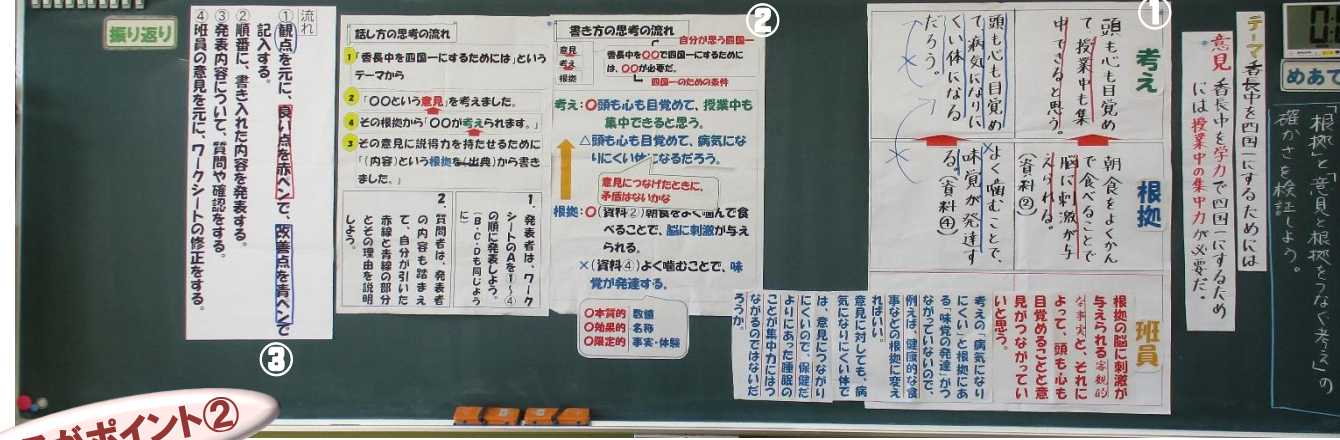 めあて
「根拠」と「意見と根拠をつなぐ考え」の
確かさを検証しよう。
テーマ 香長中を四国一にするためには
意見 香長中を学力で四国一にするため
には授業中の集中力が必要だ。
①
考え
頭も心も目覚め
て、授業中も集
中できると思う。
頭も心も目覚め
て病気になりに
くい体になる
だろう。
根拠
朝食をよくかん
で食べることで
脳に刺激が与
えられる。
(資料②)
よく噛むことで、
味覚が発達す
る。(資料④)
班員
根拠の脳に刺激が
与えられる客観的
な事実と、それに
よって、頭も心も
目覚めることと意
見がつながってい
いと思う。
考えの「病気になり
にくい」と根拠にあ
る「味覚の発達」がつ
ながっていないので、
例えば、健康的な食
事などの根拠に変え
ればいい。
意見に対しても、病
気になりにくい体で
は、意見につながり
にくいので、保健だ
よりにあった睡眠の
ことが集中力にはつ
ながるのではないだ
ろうか。
②
書き方の思考の流れ
自分が思う四国一
意見
考え
根拠
香長中を〇〇で四国一にするために
は、〇〇が必要だ。
四国一のための条件
考え:〇頭も心も目覚めて、授業中も
集中できると思う。
△頭も心も目覚めて、病気にな
りにくい体になるだろう。
意見につなげたときに、
矛盾はないかな
根拠:〇(資料②)朝食をよく噛んで食
べることで、脳に刺激が与え
られる。
×(資料④)よく噛むことで、味
覚が発達する。
〇本質的 数値
〇効果的 名称
〇限定的 事実・体験
話し方の思考の流れ
1 「香長中を四国一にするためには」という
テーマから
2 「〇〇という意見」を考えました。
4 その根拠から「〇〇が考えられます。」
3 その意見に説得力を持たせるために
「(内容)という根拠を(出典)から書き
ました。」
1.発表者は、ワーク
シートのAを①~④
の順に発表しよう。
(B・C・Dも同じよう
に)
2.質問者は、発表者
の内容も踏まえ
て、自分が引いた
赤線と青線の部分
とその理由を説明
しよう。
流れ
①観点を元に、良い点を赤ペンで、改善点を青ペンで
記入する。
②順番に、書き入れた内容を発表する。
③発表内容について、質問や確認をする。
④班員の意見を元に、ワークシートの修正をする。
③
振り返り
ポイント②